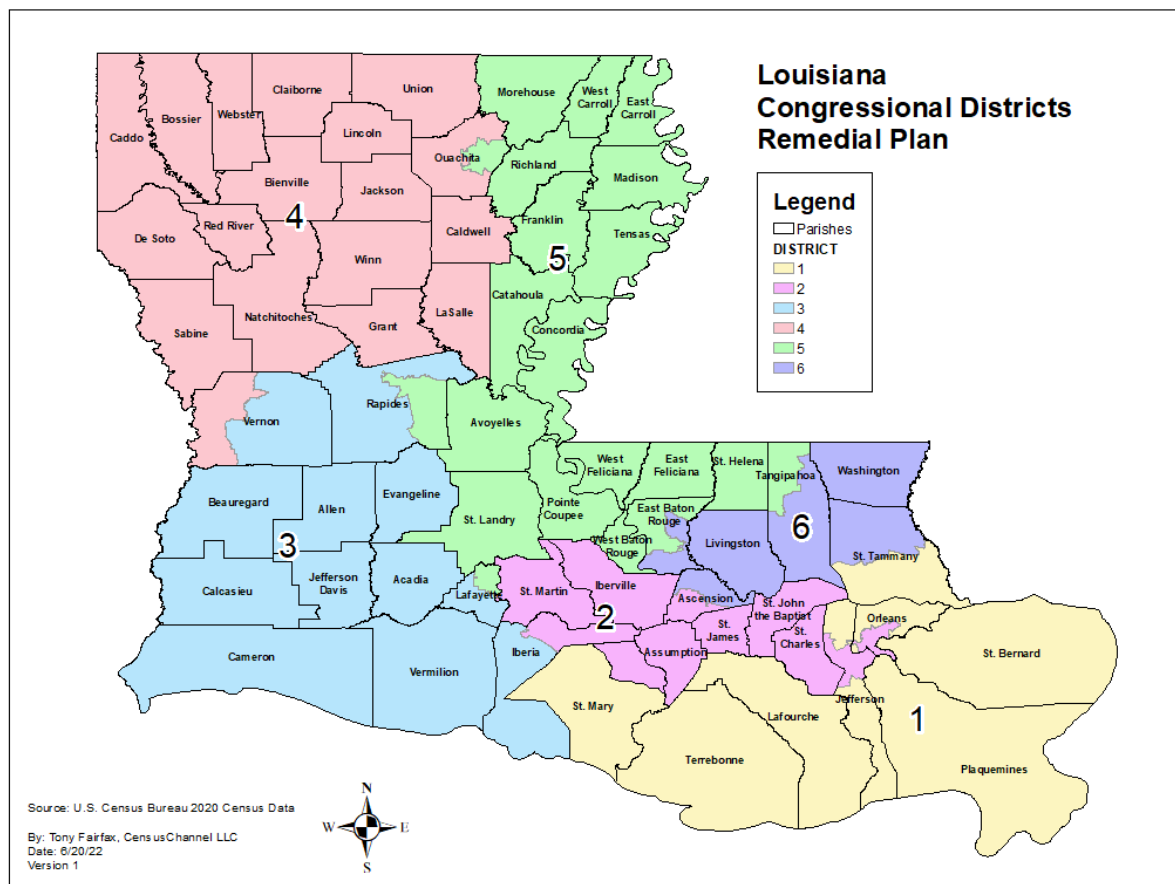 Louisiana
Congressional Districts
Remedial Plan
Legend
Parishes
DISTRICT
1
2
3
4
5
6
Claiborne
Union
Morehouse
West
Carroll
East
Carroll
Caddo
Bossier
Webster
Lincoln
Ouachita
Richland
Madison
Bienville
Jackson
4
Franklin
Tensas
De Soto
Red River
Caldwell
5
Winn
Catahoula
Sabine
Natchitoches
Grant
LaSalle
Concordia
Vernon
Rapides
Avoyelles
West
Feliciana
East
Feliciana
St. Helena
Tangipahoa
Washington
Beauregard
Allen
Evangeline
St. Landry
Pointe
Coupee
East Baton
Rouge
West Baton
Rouge
Livingston
6
St. Tammany
3
Calcasieu
Jefferson
Davis
Acadia
Lafayette
St. Martin
Iberville
Ascension
2
St. John
the Baptist
St.
James
St.
Charles
Orleans
Cameron
Vermilion
Iberia
Assumption
St. Bernard
St. Mary
Jefferson
Lafourche
1
Terrebonne
Plaquemines
Source: U.S. Census Bureau 2020 Census Data
By: Tony Fairfax, CensusChannel LLC
Date: 6/20/22
Version 1
N
W E
S